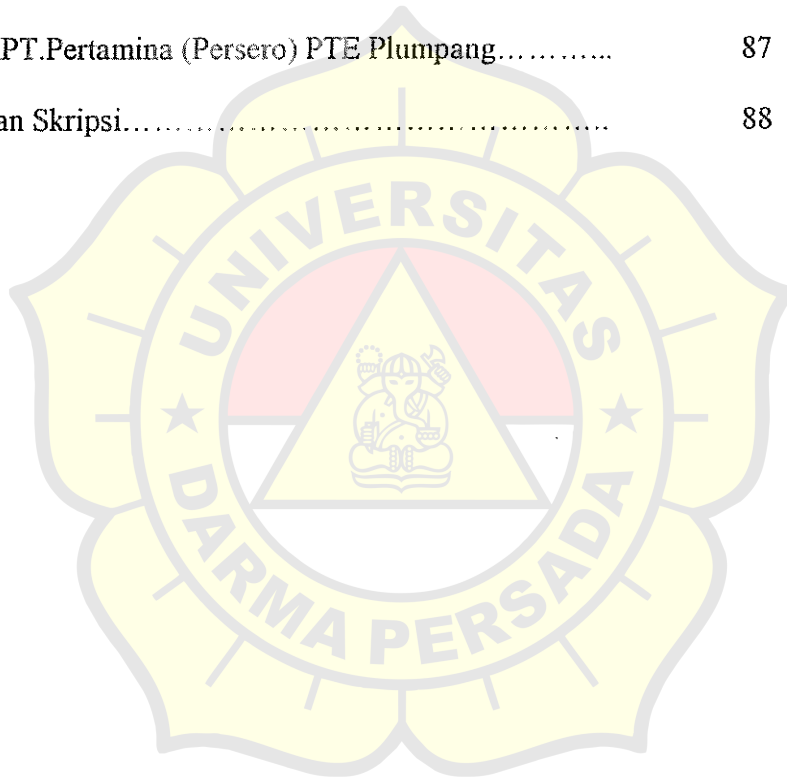 PT.Pertamina (Persero) PTE Plumpang............ 87
an Skripsi............................................................ 88
UNIVERSITAS
DARMA PERSADA